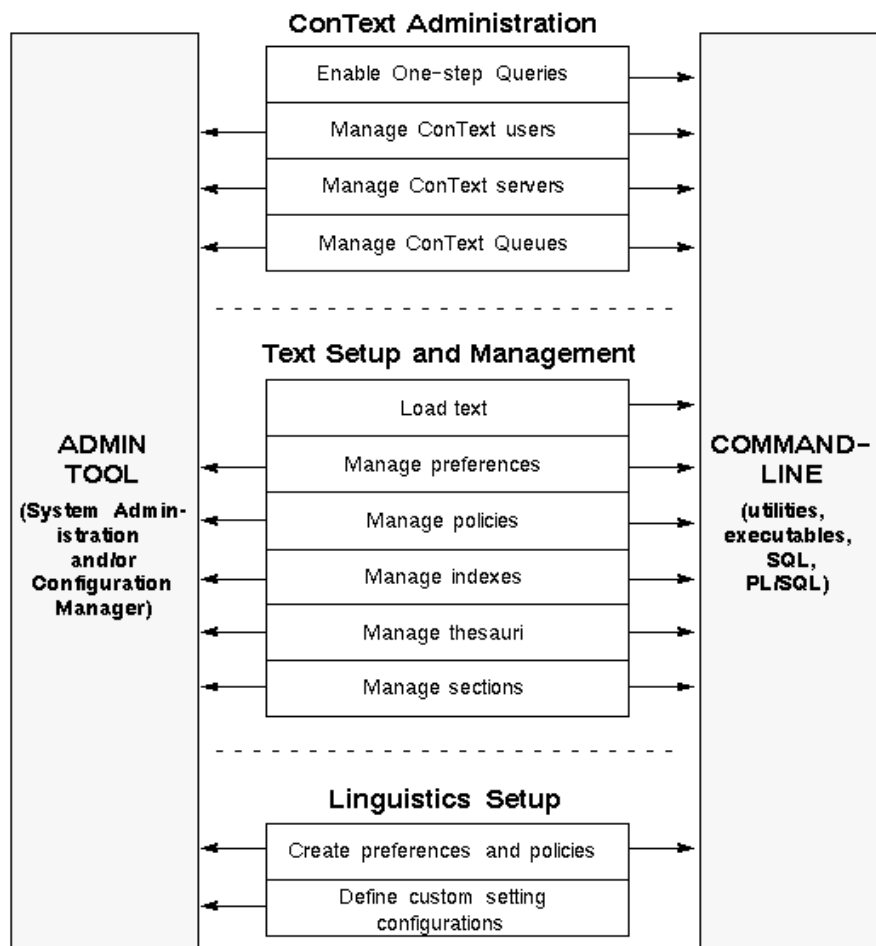 ConText Administration
Enable One-step Queries
Manage ConText users
Manage ConText servers
Manage ConText Queues
Text Setup and Management
Load text
Manage preferences
Manage policies
Manage indexes
Manage thesauri
Manage sections
ADMIN
TOOL
(System Admin-
istration
and/or
Configuration
Manager)
COMMAND-
LINE
(utilities,
executables,
SQL,
PL/SQL)
Linguistics Setup
Create preferences and policies
Define custom setting
configurations